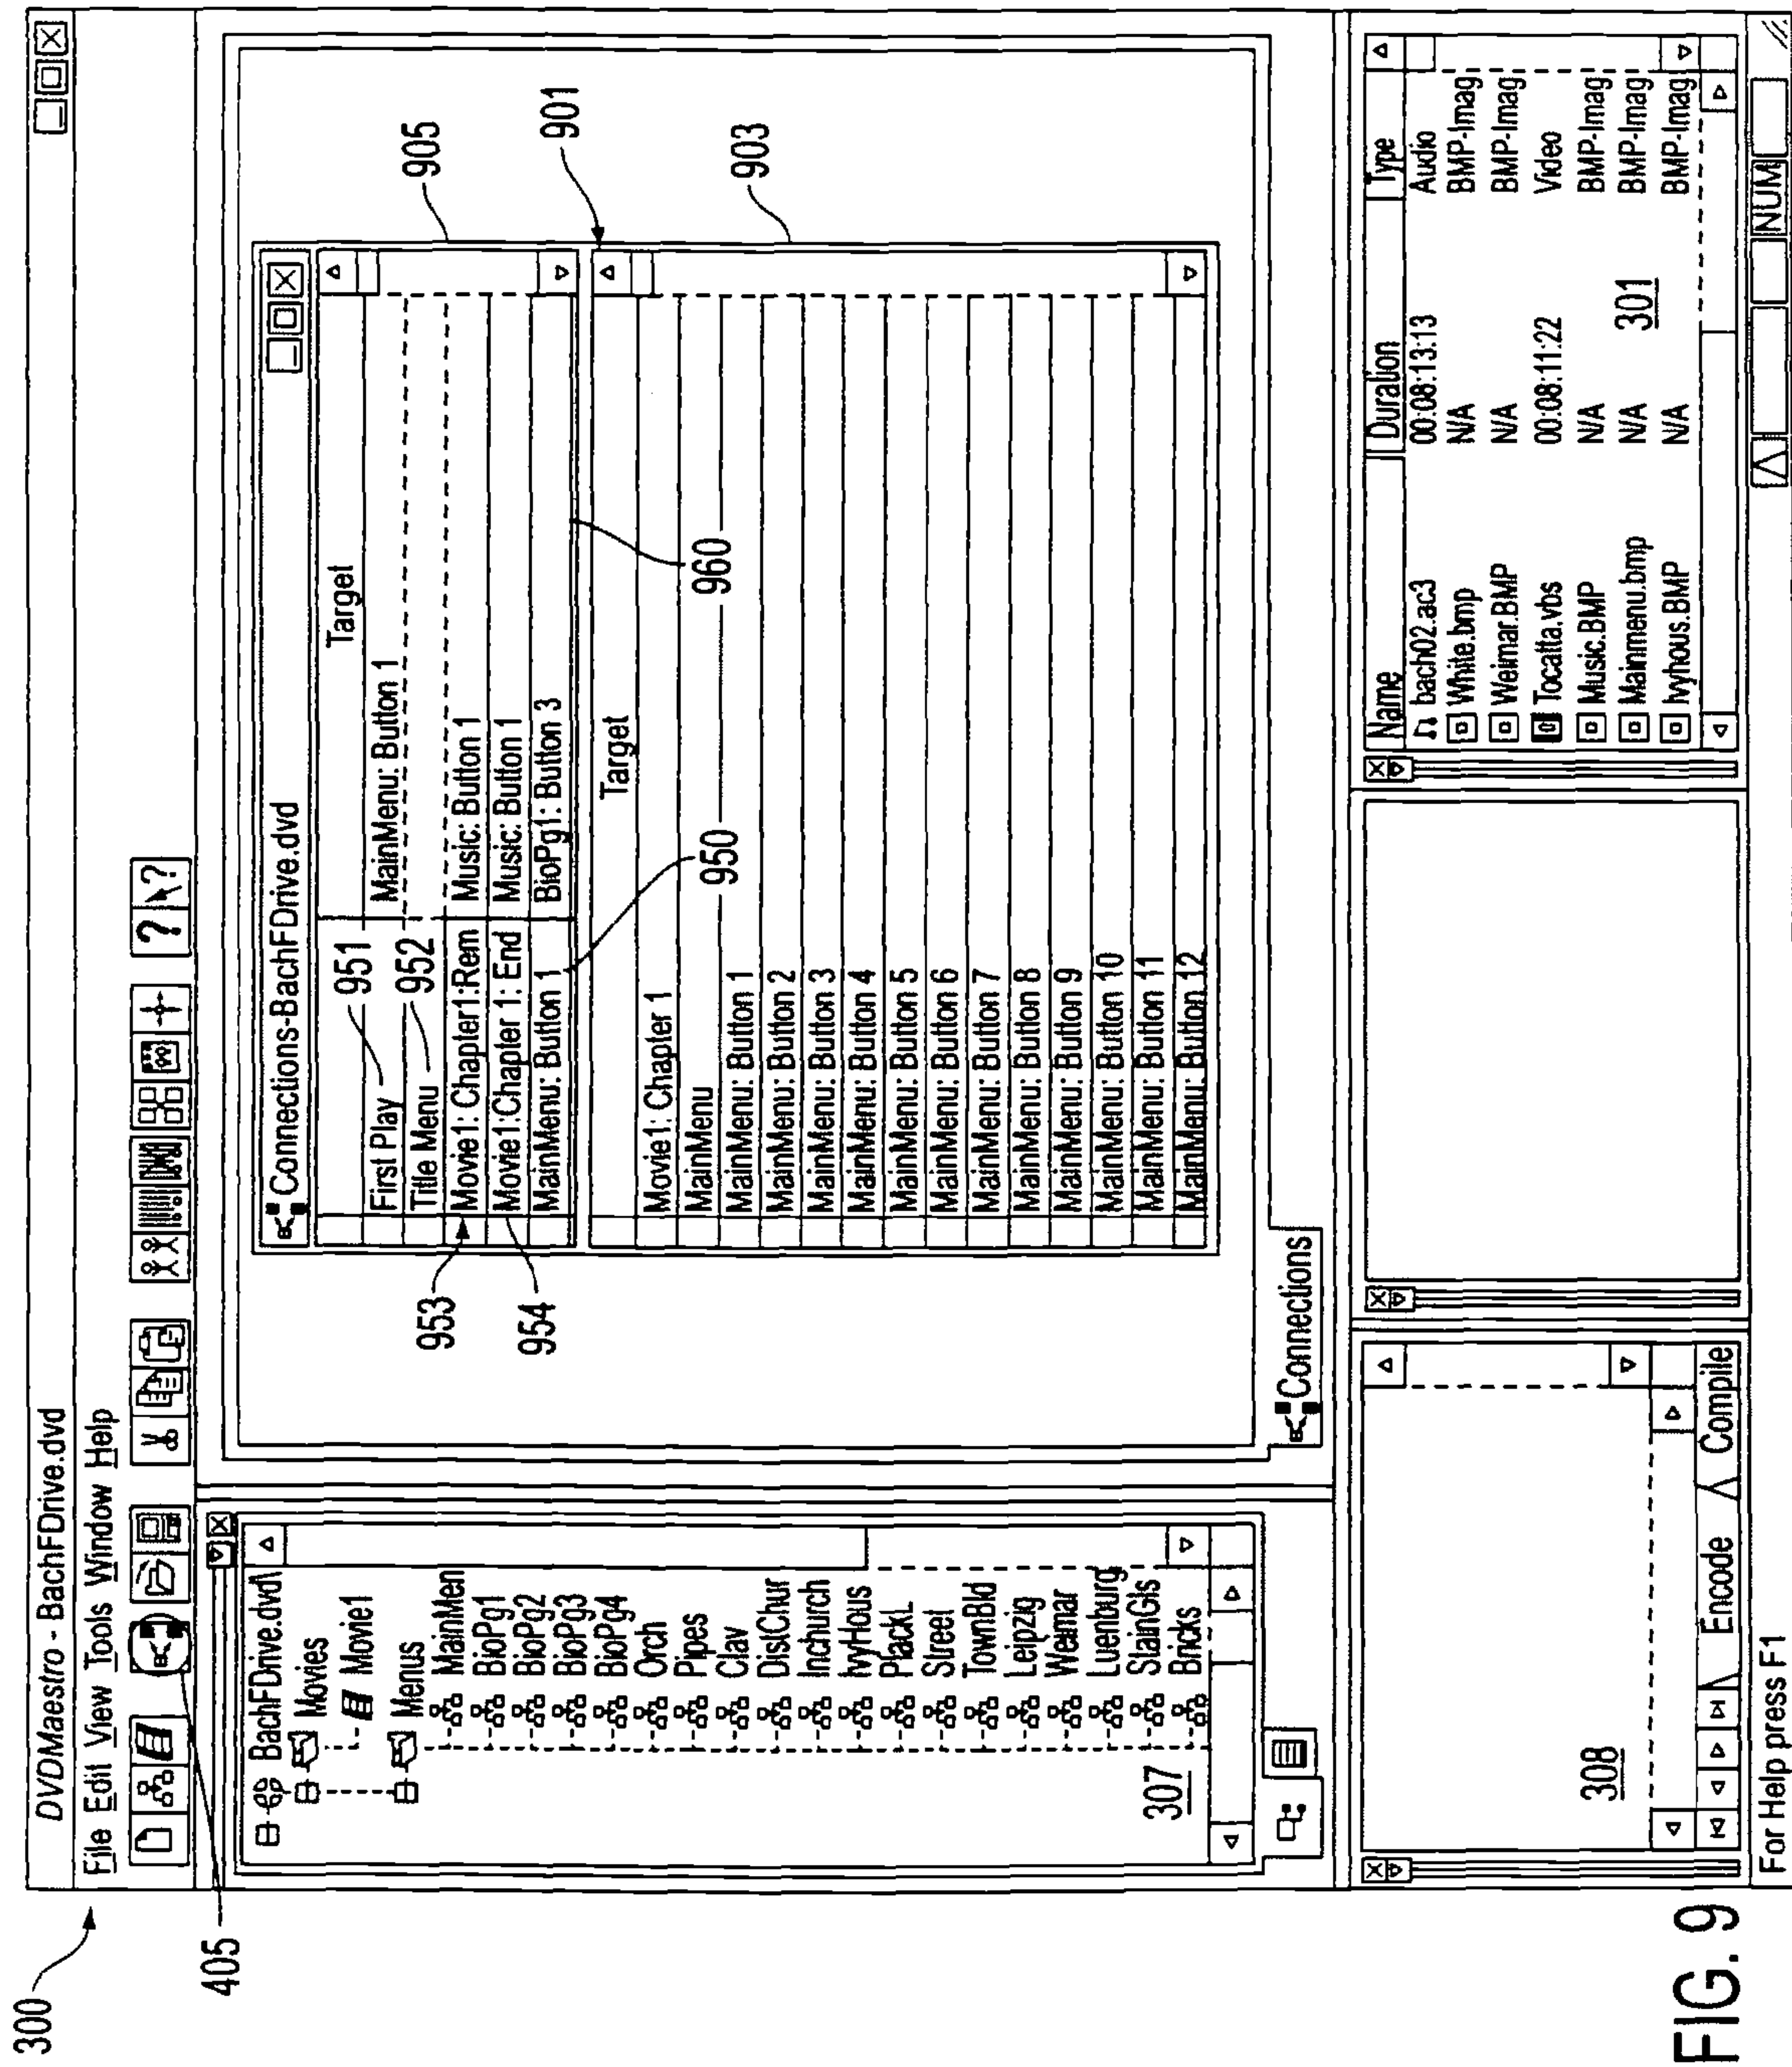 300
DVDMaestro - BachFDrive.dvd
File Edit View Tools Window Help
? ?
405
BachFDrive.dvd\
Movies
Movie1
Menus
MainMen
BioPg1
BioPg2
BioPg3
BioPg4
Orch
Pipes
Clav
DistChur
Inchurch
IvyHous
PlackL
Street
TownBld
Leipzig
Weimar
Luenburg
StainGls
Bricks
307
Connections-BachFDrive.dvd
Target
First Play 951 MainMenu: Button 1
Title Menu 952
Movie1: Chapter1:Rem Music: Button 1
Movie1:Chapter 1: End Music: Button 1
MainMenu: Button 1 BioPg1: Button 3
953
954
905
901
903
950
960
Target
Movie1: Chapter 1
MainMenu
MainMenu: Button 1
MainMenu: Button 2
MainMenu: Button 3
MainMenu: Button 4
MainMenu: Button 5
MainMenu: Button 6
MainMenu: Button 7
MainMenu: Button 8
MainMenu: Button 9
MainMenu: Button 10
MainMenu: Button 11
MainMenu: Button 12
Connections
308
Encode Compile
Name Duration Type
bach02.ac3 00:08:13:13 Audio
White.bmp N/A BMP-Imag
Weimar.BMP N/A BMP-Imag
Tocatta.vbs 00:08:11:22 Video
Music.BMP N/A BMP-Imag
Mainmenu.bmp N/A BMP-Imag
Ivyhous.BMP N/A BMP-Imag
301
For Help press F1
NUM
FIG. 9